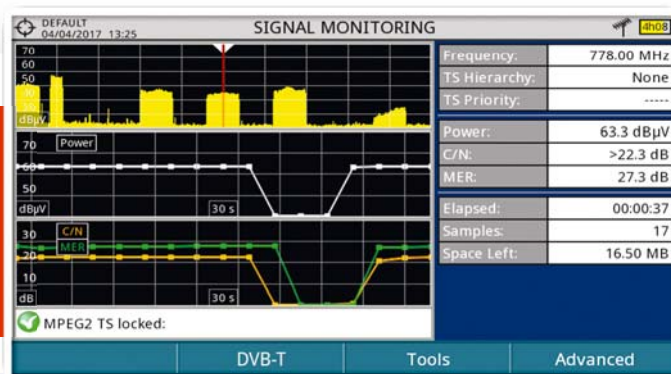 DEFAULT
04/04/2017 13:25
SIGNAL MONITORING
4h08
70
60
50
dBµV
70
Power
60
50
dBµV
30 s
30
C/N
MER
20
10
dB
30 s
MPEG2 TS locked:
Frequency: 778.00 MHz
TS Hierarchy: None
TS Priority: -----
Power: 63.3 dBµV
C/N: >22.3 dB
MER: 27.3 dB
Elapsed: 00:00:37
Samples: 17
Space Left: 16.50 MB
DVB-T
Tools
Advanced